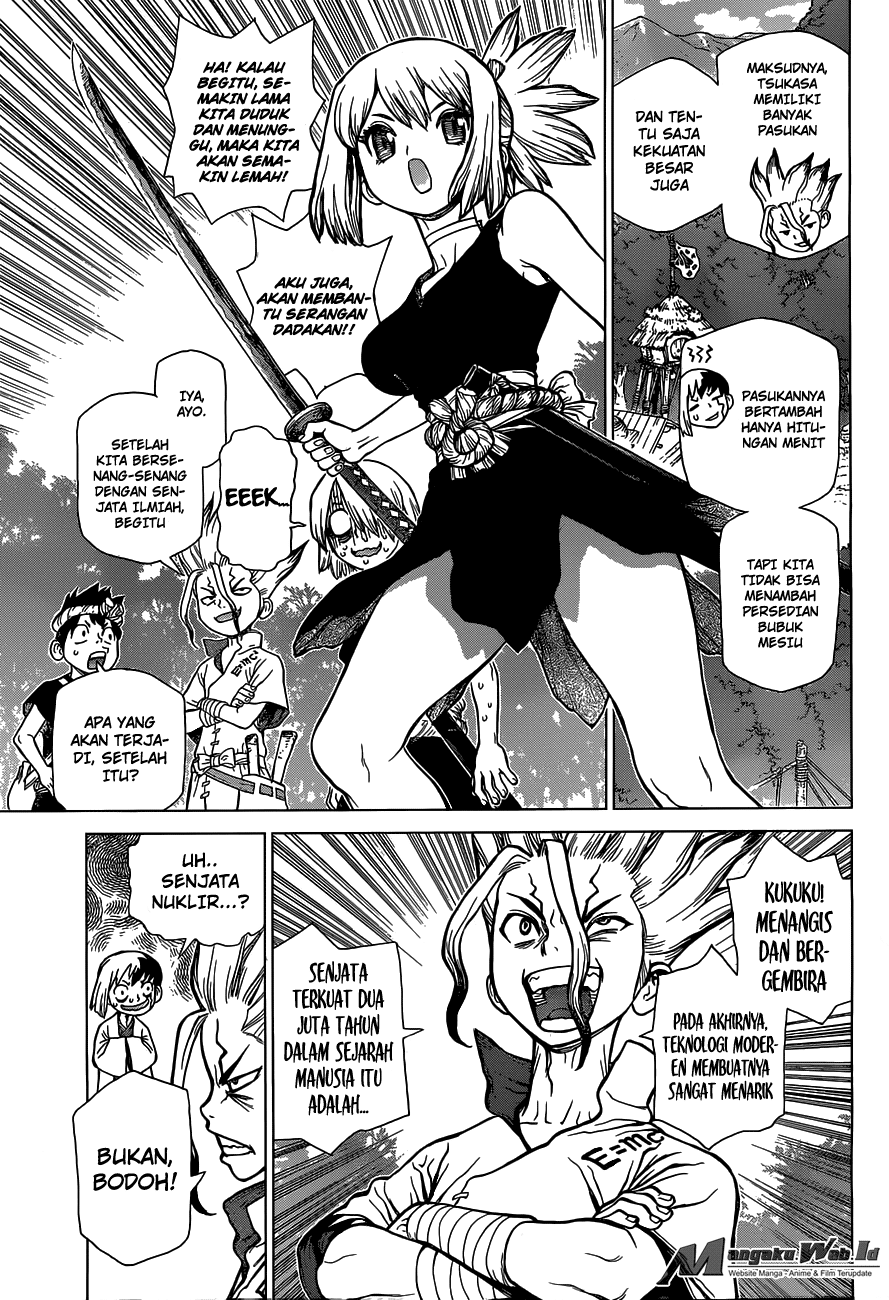 MAKSUDNYA,
TSUKASA
MEMILIKI
BANYAK
PASUKAN
DAN TEN-
TU SAJA
KEKUATAN
BESAR
JUGA
PASUKANNYA
BERTAMBAH
HANYA HITU-
NGAN MENIT
TAPI KITA
TIDAK BISA
MENAMBAH
PERSEDIAN
BUBUK
MESIU
HA! KALAU
BEGITU, SE-
MAKIN LAMA
KITA DUDUK
DAN MENUNG-
GU, MAKA KITA
AKAN SEMA-
KIN LEMAH!
AKU JUGA,
AKAN MEMBAN-
TU SERANGAN
DADAKAN!!
EEEK...
IYA,
AYO.
SETELAH
KITA BERSE-
NANG-SENANG
DENGAN SEN-
JATA ILMIAH,
BEGITU
E=mc²
APA YANG
AKAN TERJA-
DI, SETELAH
ITU?
KUKUKU!
MENANGIS
DAN BER-
GEMBIRA
PADA AKHIRNYA,
TEKNOLOGI MODER-
EN MEMBUATNYA
SANGAT MENARIK
SENJATA
TERKUAT DUA
JUTA TAHUN
DALAM SEJARAH
MANUSIA ITU
ADALAH...
E=mc
UH..
SENJATA
NUKLIR...?
BUKAN,
BODOH!
Mangaku.Web.Id
Website Manga - Anime & Film Terupdate